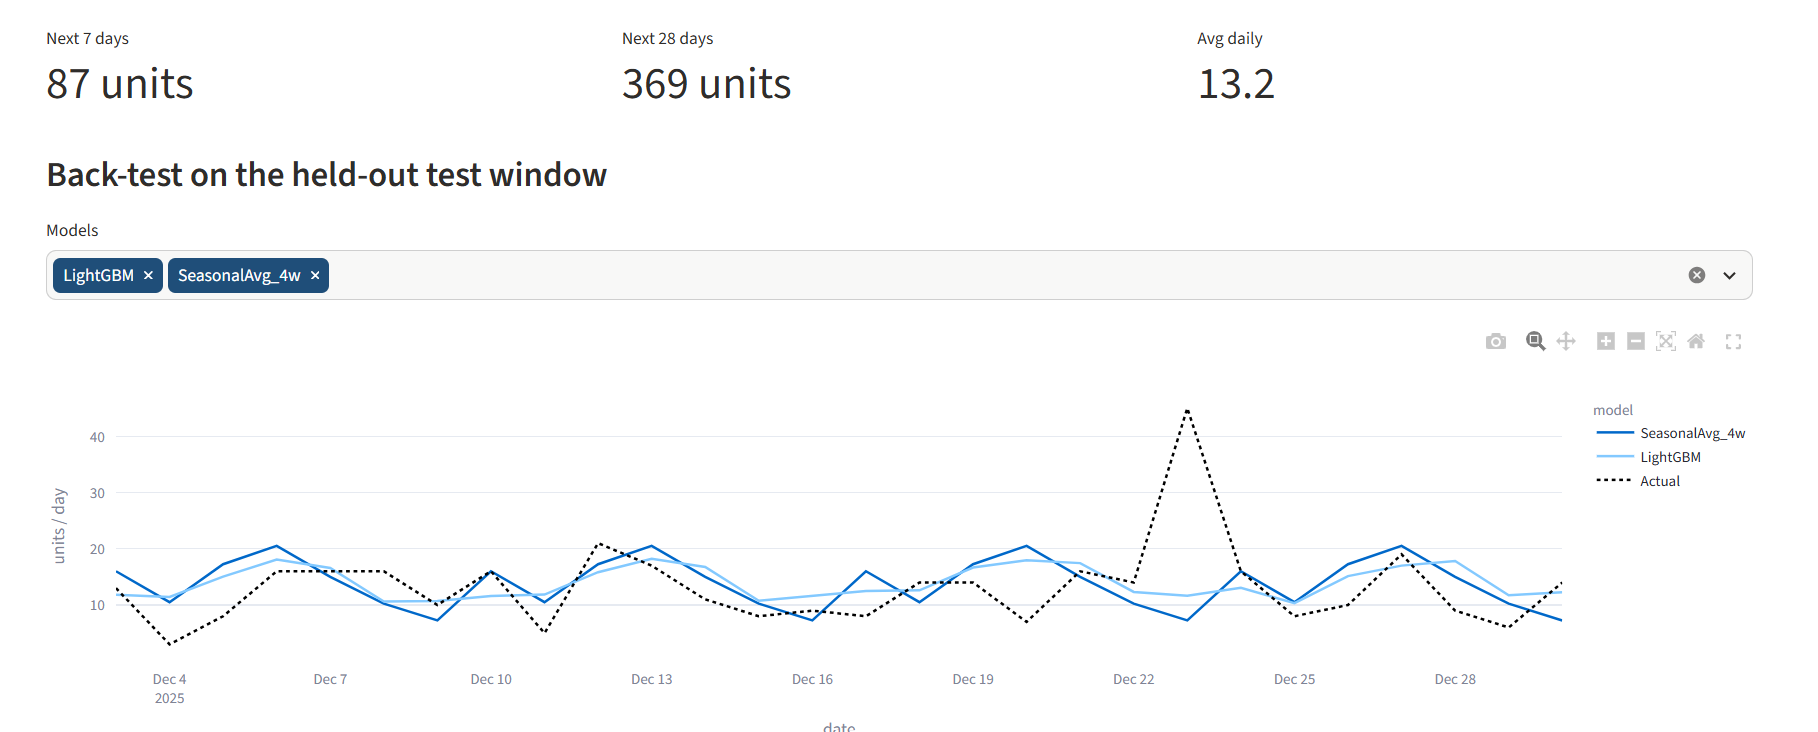 Next 7 days
Next 28 days
Avg daily
87 units
369 units
13.2
Back-test on the held-out test window
Models
LightGBM ×
SeasonalAvg_4w ×
model
SeasonalAvg_4w
LightGBM
Actual
units / day
40
30
20
10
Dec 4
2025
Dec 7
Dec 10
Dec 13
Dec 16
Dec 19
Dec 22
Dec 25
Dec 28
date